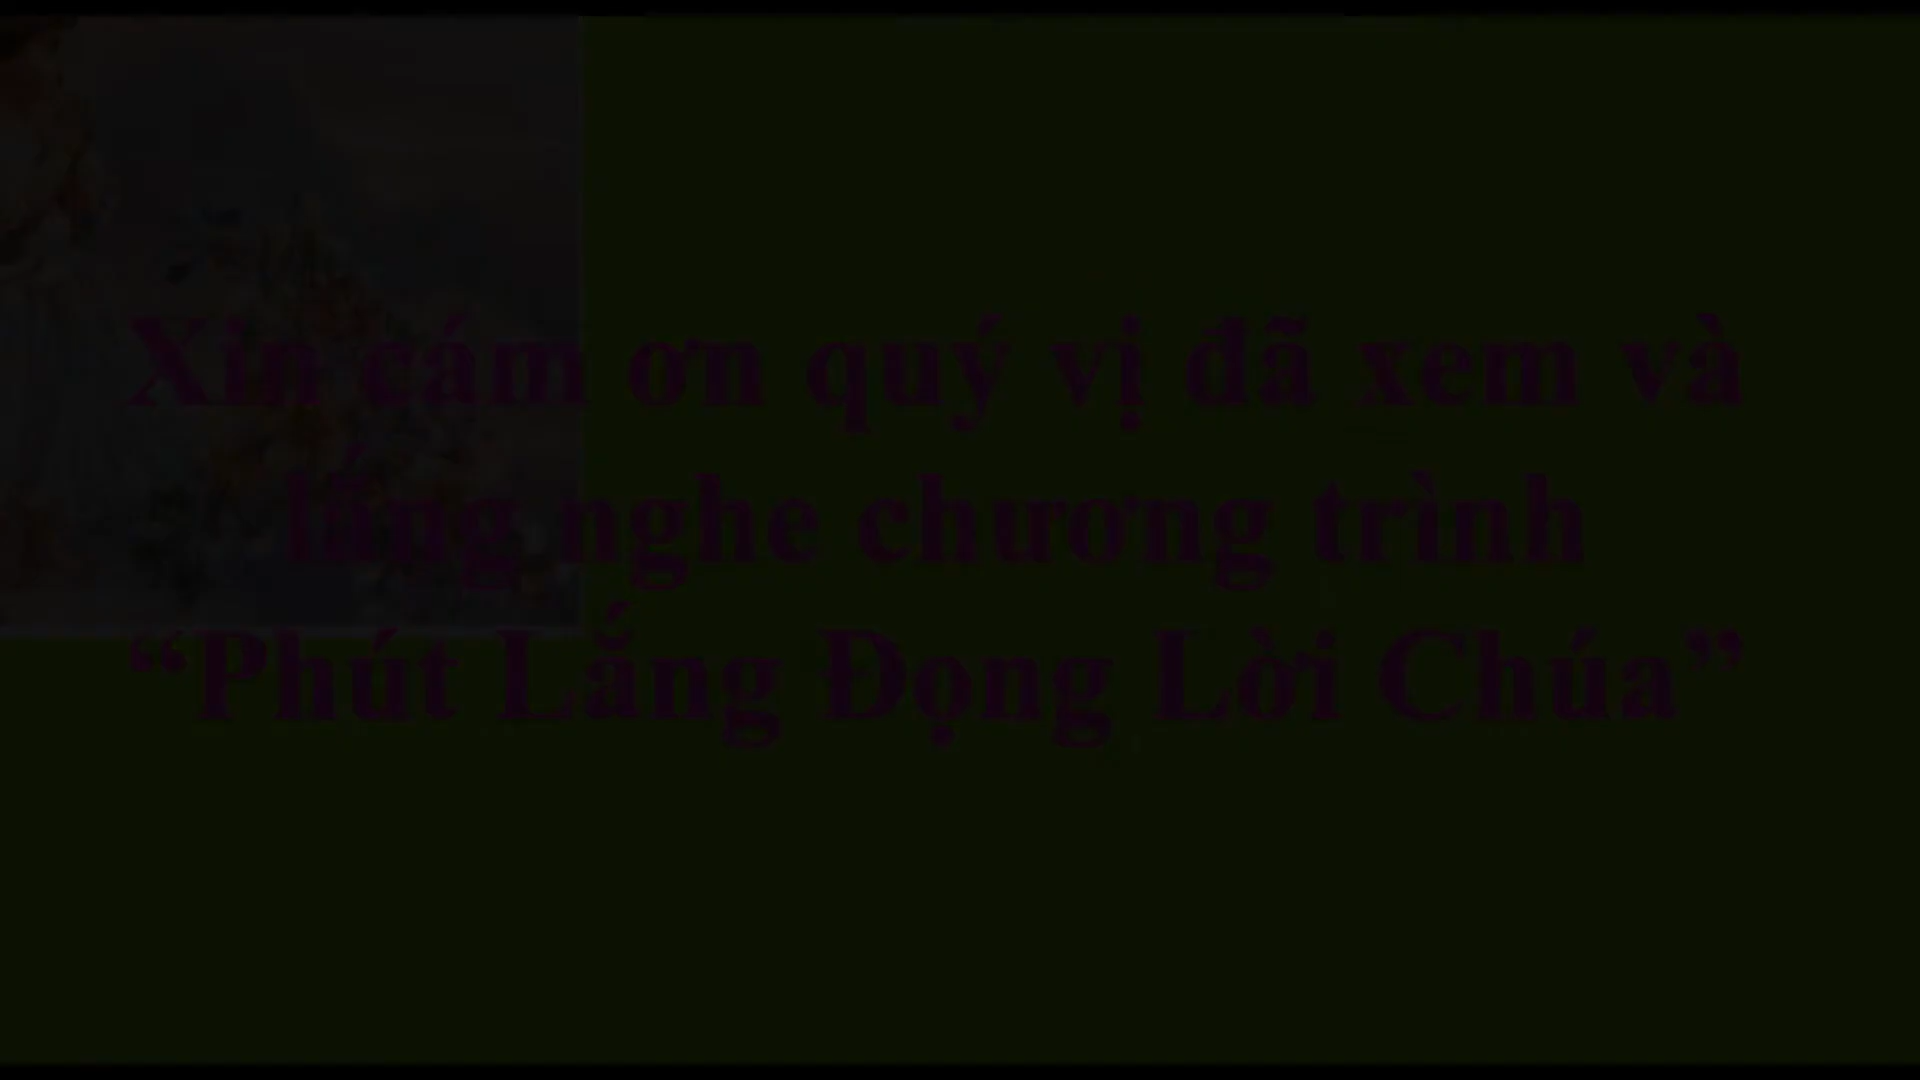 Xin cám ơn quý vị đã xem và
lắng nghe chương trình
“Phút Lắng Đọng Lời Chúa”